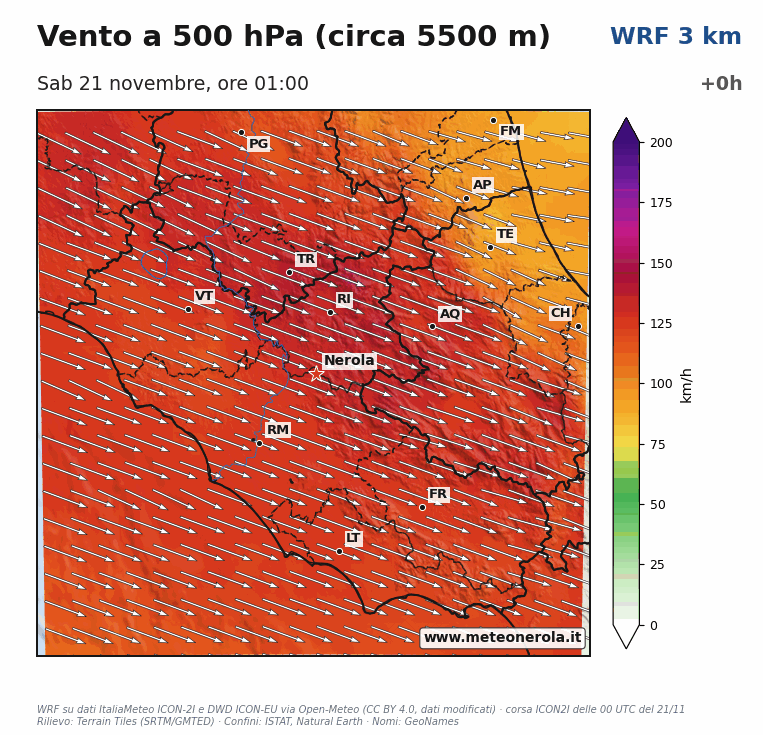 Vento a 500 hPa (circa 5500 m)
WRF 3 km
Sab 21 novembre, ore 01:00
+0h
FM
PG
AP
TE
TR
VT
RI
AQ
CH
Nerola
RM
FR
LT
www.meteonerola.it
200
175
150
125
100
75
50
25
0
km/h
WRF su dati ItaliaMeteo ICON-2I e DWD ICON-EU via Open-Meteo (CC BY 4.0, dati modificati) · corsa ICON2I delle 00 UTC del 21/11
Rilievo: Terrain Tiles (SRTM/GMTED) · Confini: ISTAT, Natural Earth · Nomi: GeoNames